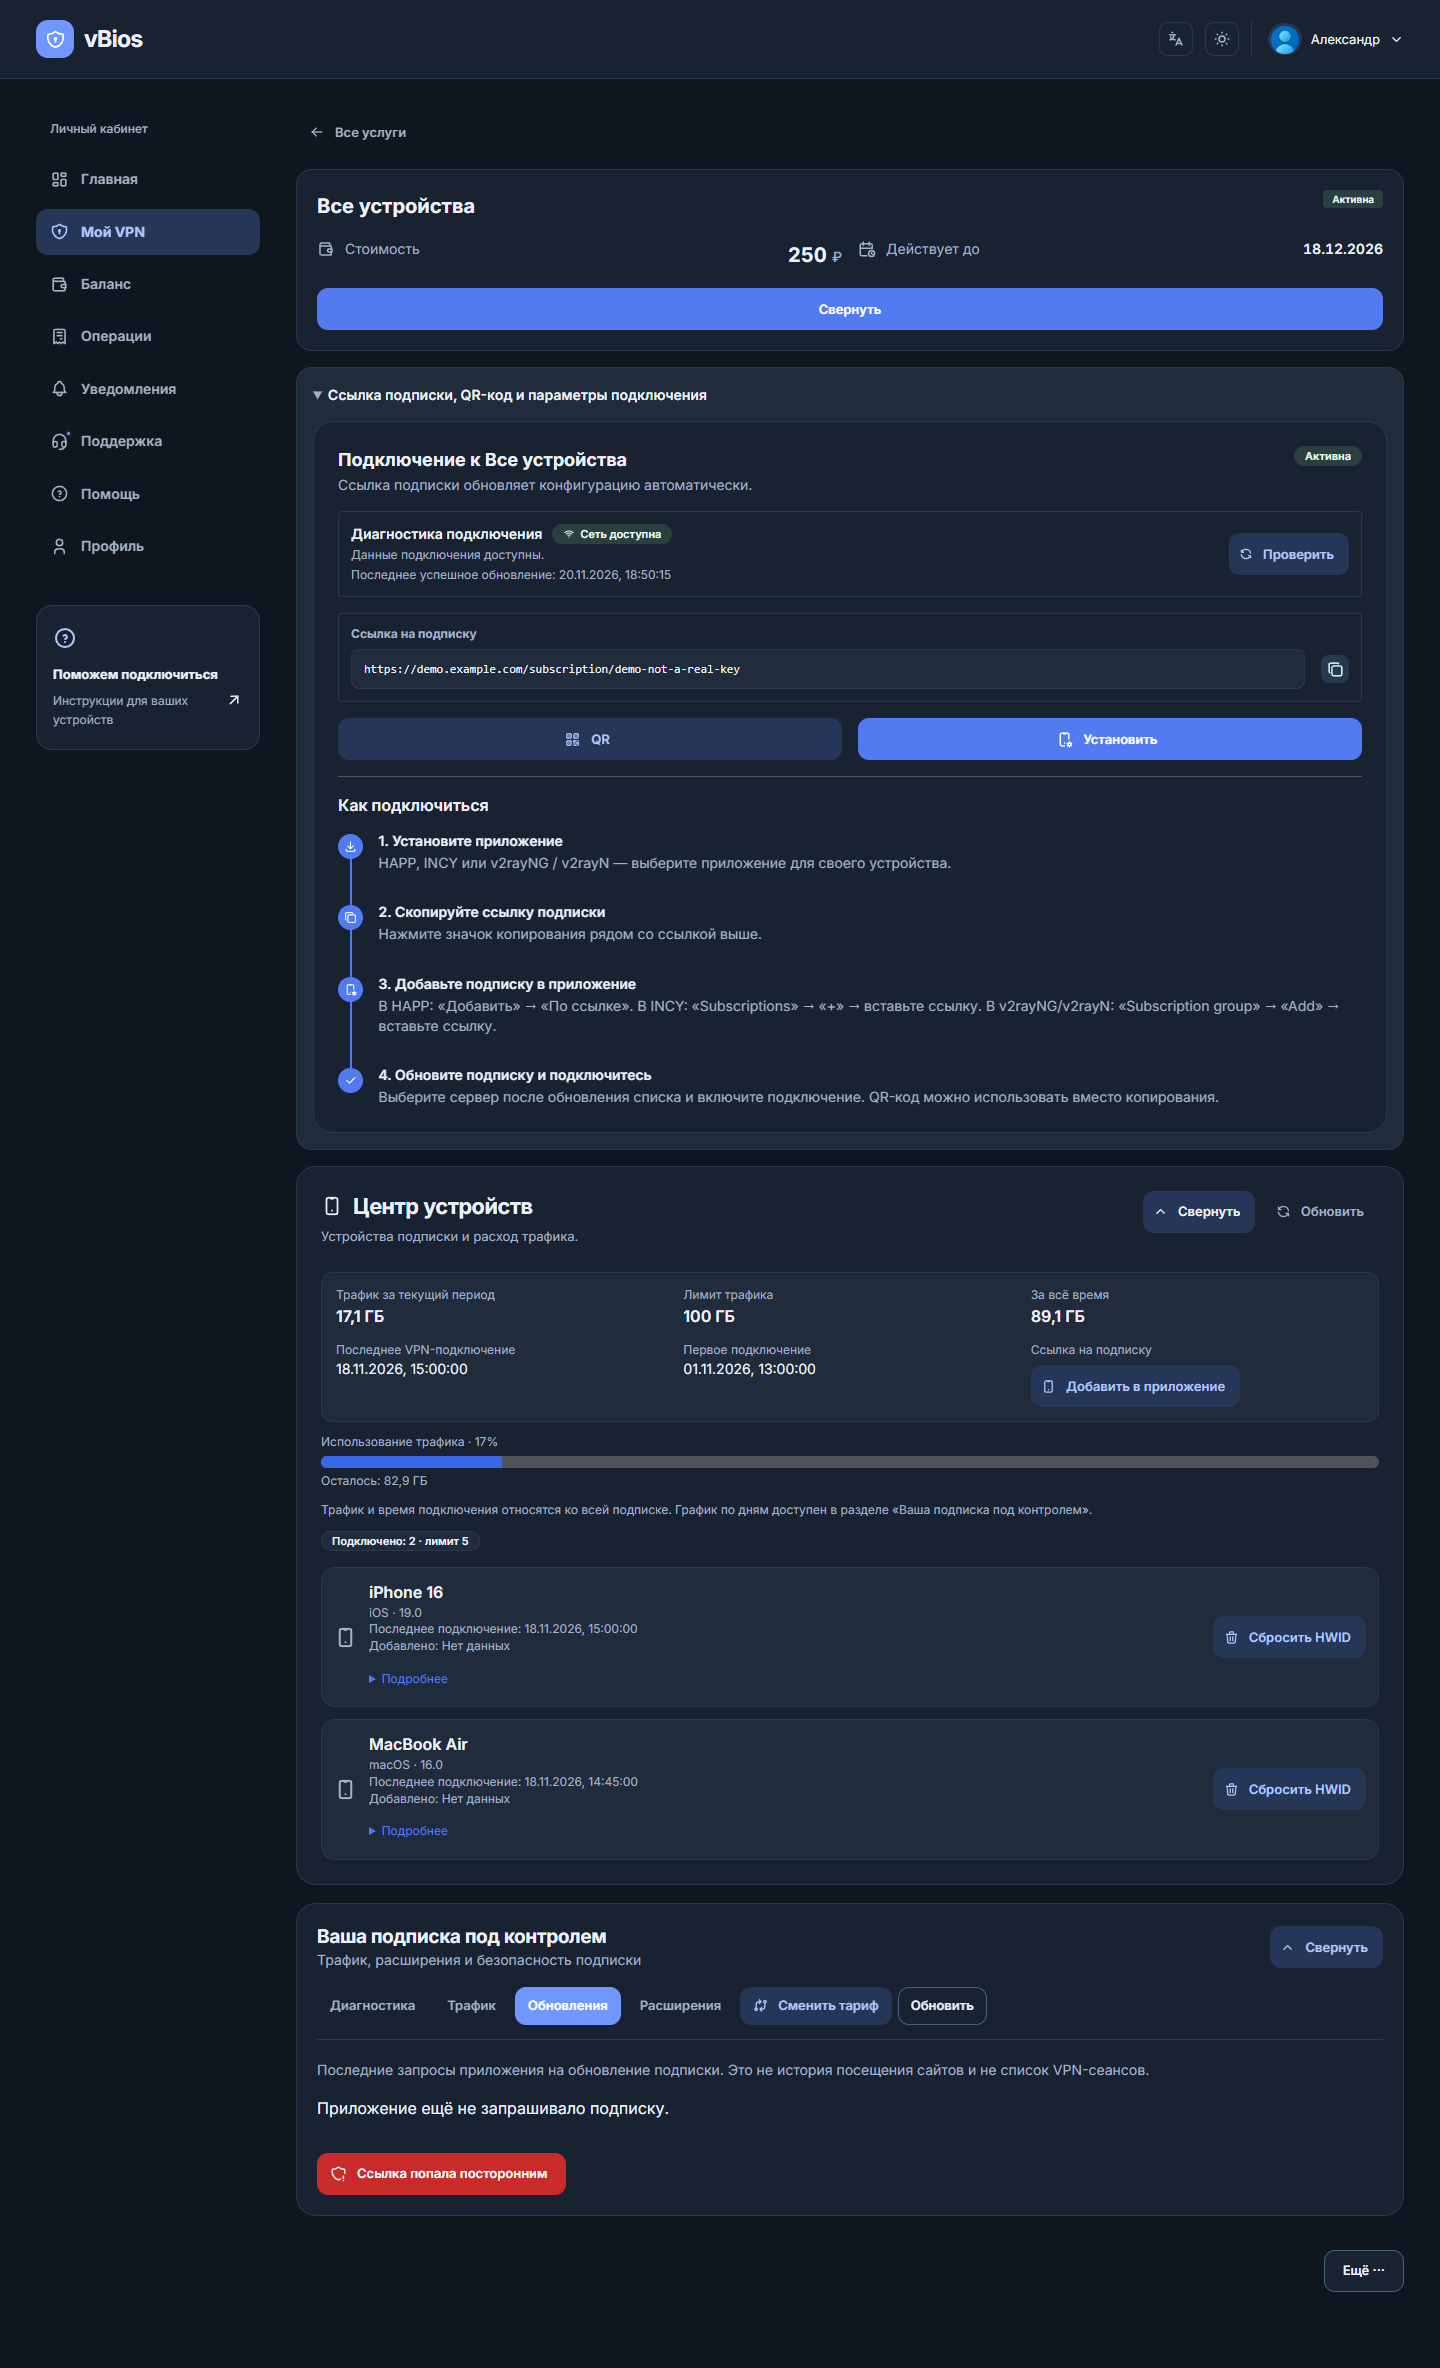 vBios
Александр
Личный кабинет
Главная
Мой VPN
Баланс
Операции
Уведомления
Поддержка
Помощь
Профиль
Поможем подключиться
Инструкции для ваших
устройств
Все услуги
Все устройства
Активна
Стоимость
250 ₽
Действует до
18.12.2026
Свернуть
Ссылка подписки, QR-код и параметры подключения
Подключение к Все устройства
Активна
Ссылка подписки обновляет конфигурацию автоматически.
Диагностика подключения
Сеть доступна
Данные подключения доступны.
Последнее успешное обновление: 20.11.2026, 18:50:15
Проверить
Ссылка на подписку
https://demo.example.com/subscription/demo-not-a-real-key
QR
Установить
Как подключиться
1. Установите приложение
HAPP, INCY или v2rayNG / v2rayN — выберите приложение для своего устройства.
2. Скопируйте ссылку подписки
Нажмите значок копирования рядом со ссылкой выше.
3. Добавьте подписку в приложение
В HAPP: «Добавить» → «По ссылке». В INCY: «Subscriptions» → «+» → вставьте ссылку. В v2rayNG/v2rayN: «Subscription group» → «Add» →
вставьте ссылку.
4. Обновите подписку и подключитесь
Выберите сервер после обновления списка и включите подключение. QR-код можно использовать вместо копирования.
Центр устройств
Устройства подписки и расход трафика.
Свернуть
Обновить
Трафик за текущий период
17,1 ГБ
Лимит трафика
100 ГБ
За всё время
89,1 ГБ
Последнее VPN-подключение
18.11.2026, 15:00:00
Первое подключение
01.11.2026, 13:00:00
Ссылка на подписку
Добавить в приложение
Использование трафика · 17%
Осталось: 82,9 ГБ
Трафик и время подключения относятся ко всей подписке. График по дням доступен в разделе «Ваша подписка под контролем».
Подключено: 2 · лимит 5
iPhone 16
iOS · 19.0
Последнее подключение: 18.11.2026, 15:00:00
Добавлено: Нет данных
Подробнее
Сбросить HWID
MacBook Air
macOS · 16.0
Последнее подключение: 18.11.2026, 14:45:00
Добавлено: Нет данных
Подробнее
Сбросить HWID
Ваша подписка под контролем
Трафик, расширения и безопасность подписки
Свернуть
Диагностика
Трафик
Обновления
Расширения
Сменить тариф
Обновить
Последние запросы приложения на обновление подписки. Это не история посещения сайтов и не список VPN-сеансов.
Приложение ещё не запрашивало подписку.
Ссылка попала посторонним
Ещё ···